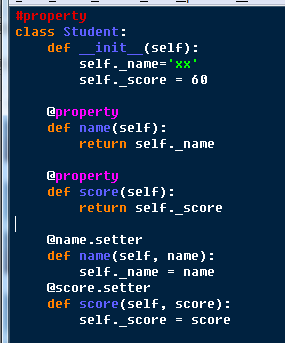 #property
class Student:
    def __init__(self):
        self._name='xx'
        self._score = 60

    @property
    def name(self):
        return self._name

    @property
    def score(self):
        return self._score

    @name.setter
    def name(self, name):
        self._name = name
    @score.setter
    def score(self, score):
        self._score = score